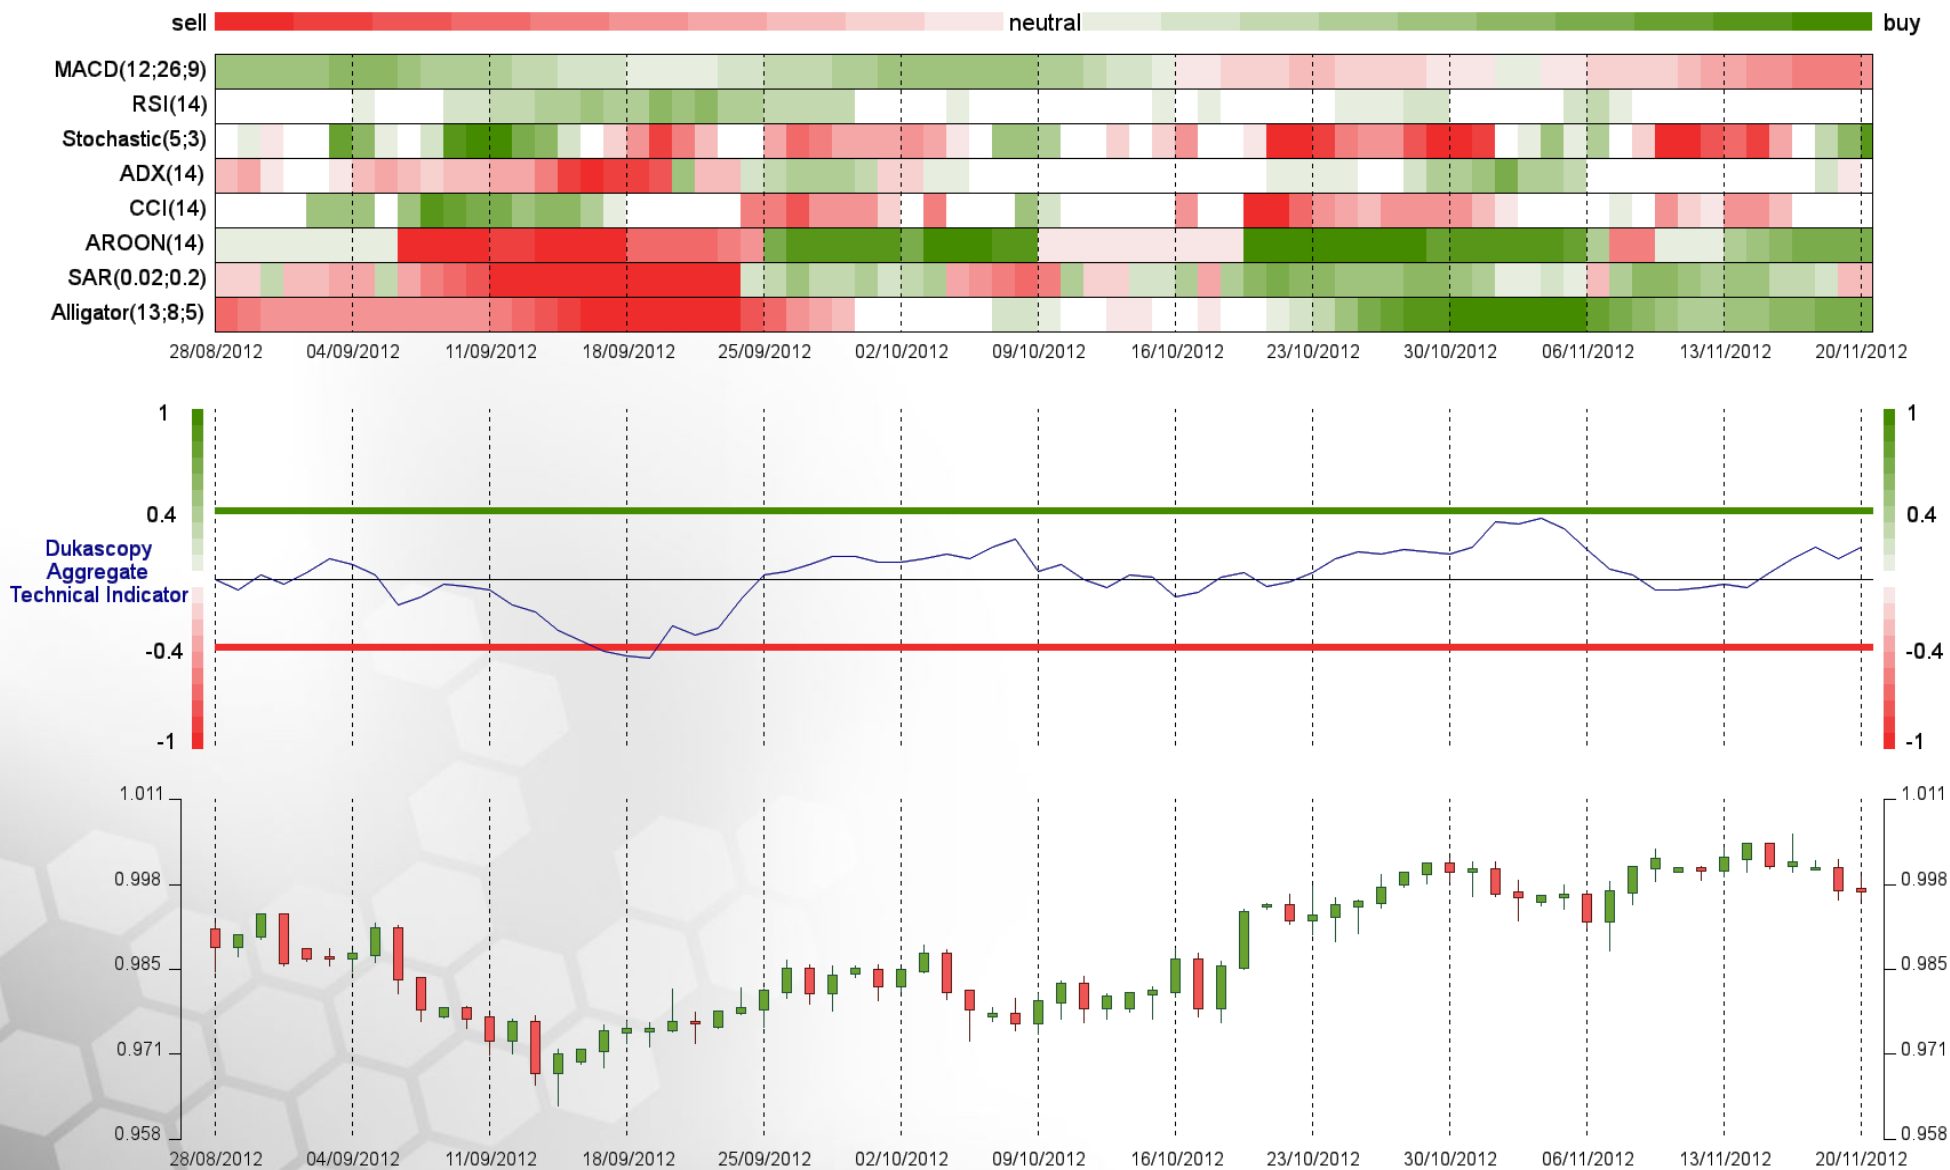 sell neutral buy
MACD(12;26;9)
RSI(14)
Stochastic(5;3)
ADX(14)
CCI(14)
AROON(14)
SAR(0.02;0.2)
Alligator(13;8;5)
28/08/2012 04/09/2012 11/09/2012 18/09/2012 25/09/2012 02/10/2012 09/10/2012 16/10/2012 23/10/2012 30/10/2012 06/11/2012 13/11/2012 20/11/2012
1 1
0.4 0.4
Dukascopy
Aggregate
Technical Indicator
-0.4 -0.4
-1 -1
1.011 1.011
0.998 0.998
0.985 0.985
0.971 0.971
0.958 0.958
28/08/2012 04/09/2012 11/09/2012 18/09/2012 25/09/2012 02/10/2012 09/10/2012 16/10/2012 23/10/2012 30/10/2012 06/11/2012 13/11/2012 20/11/2012